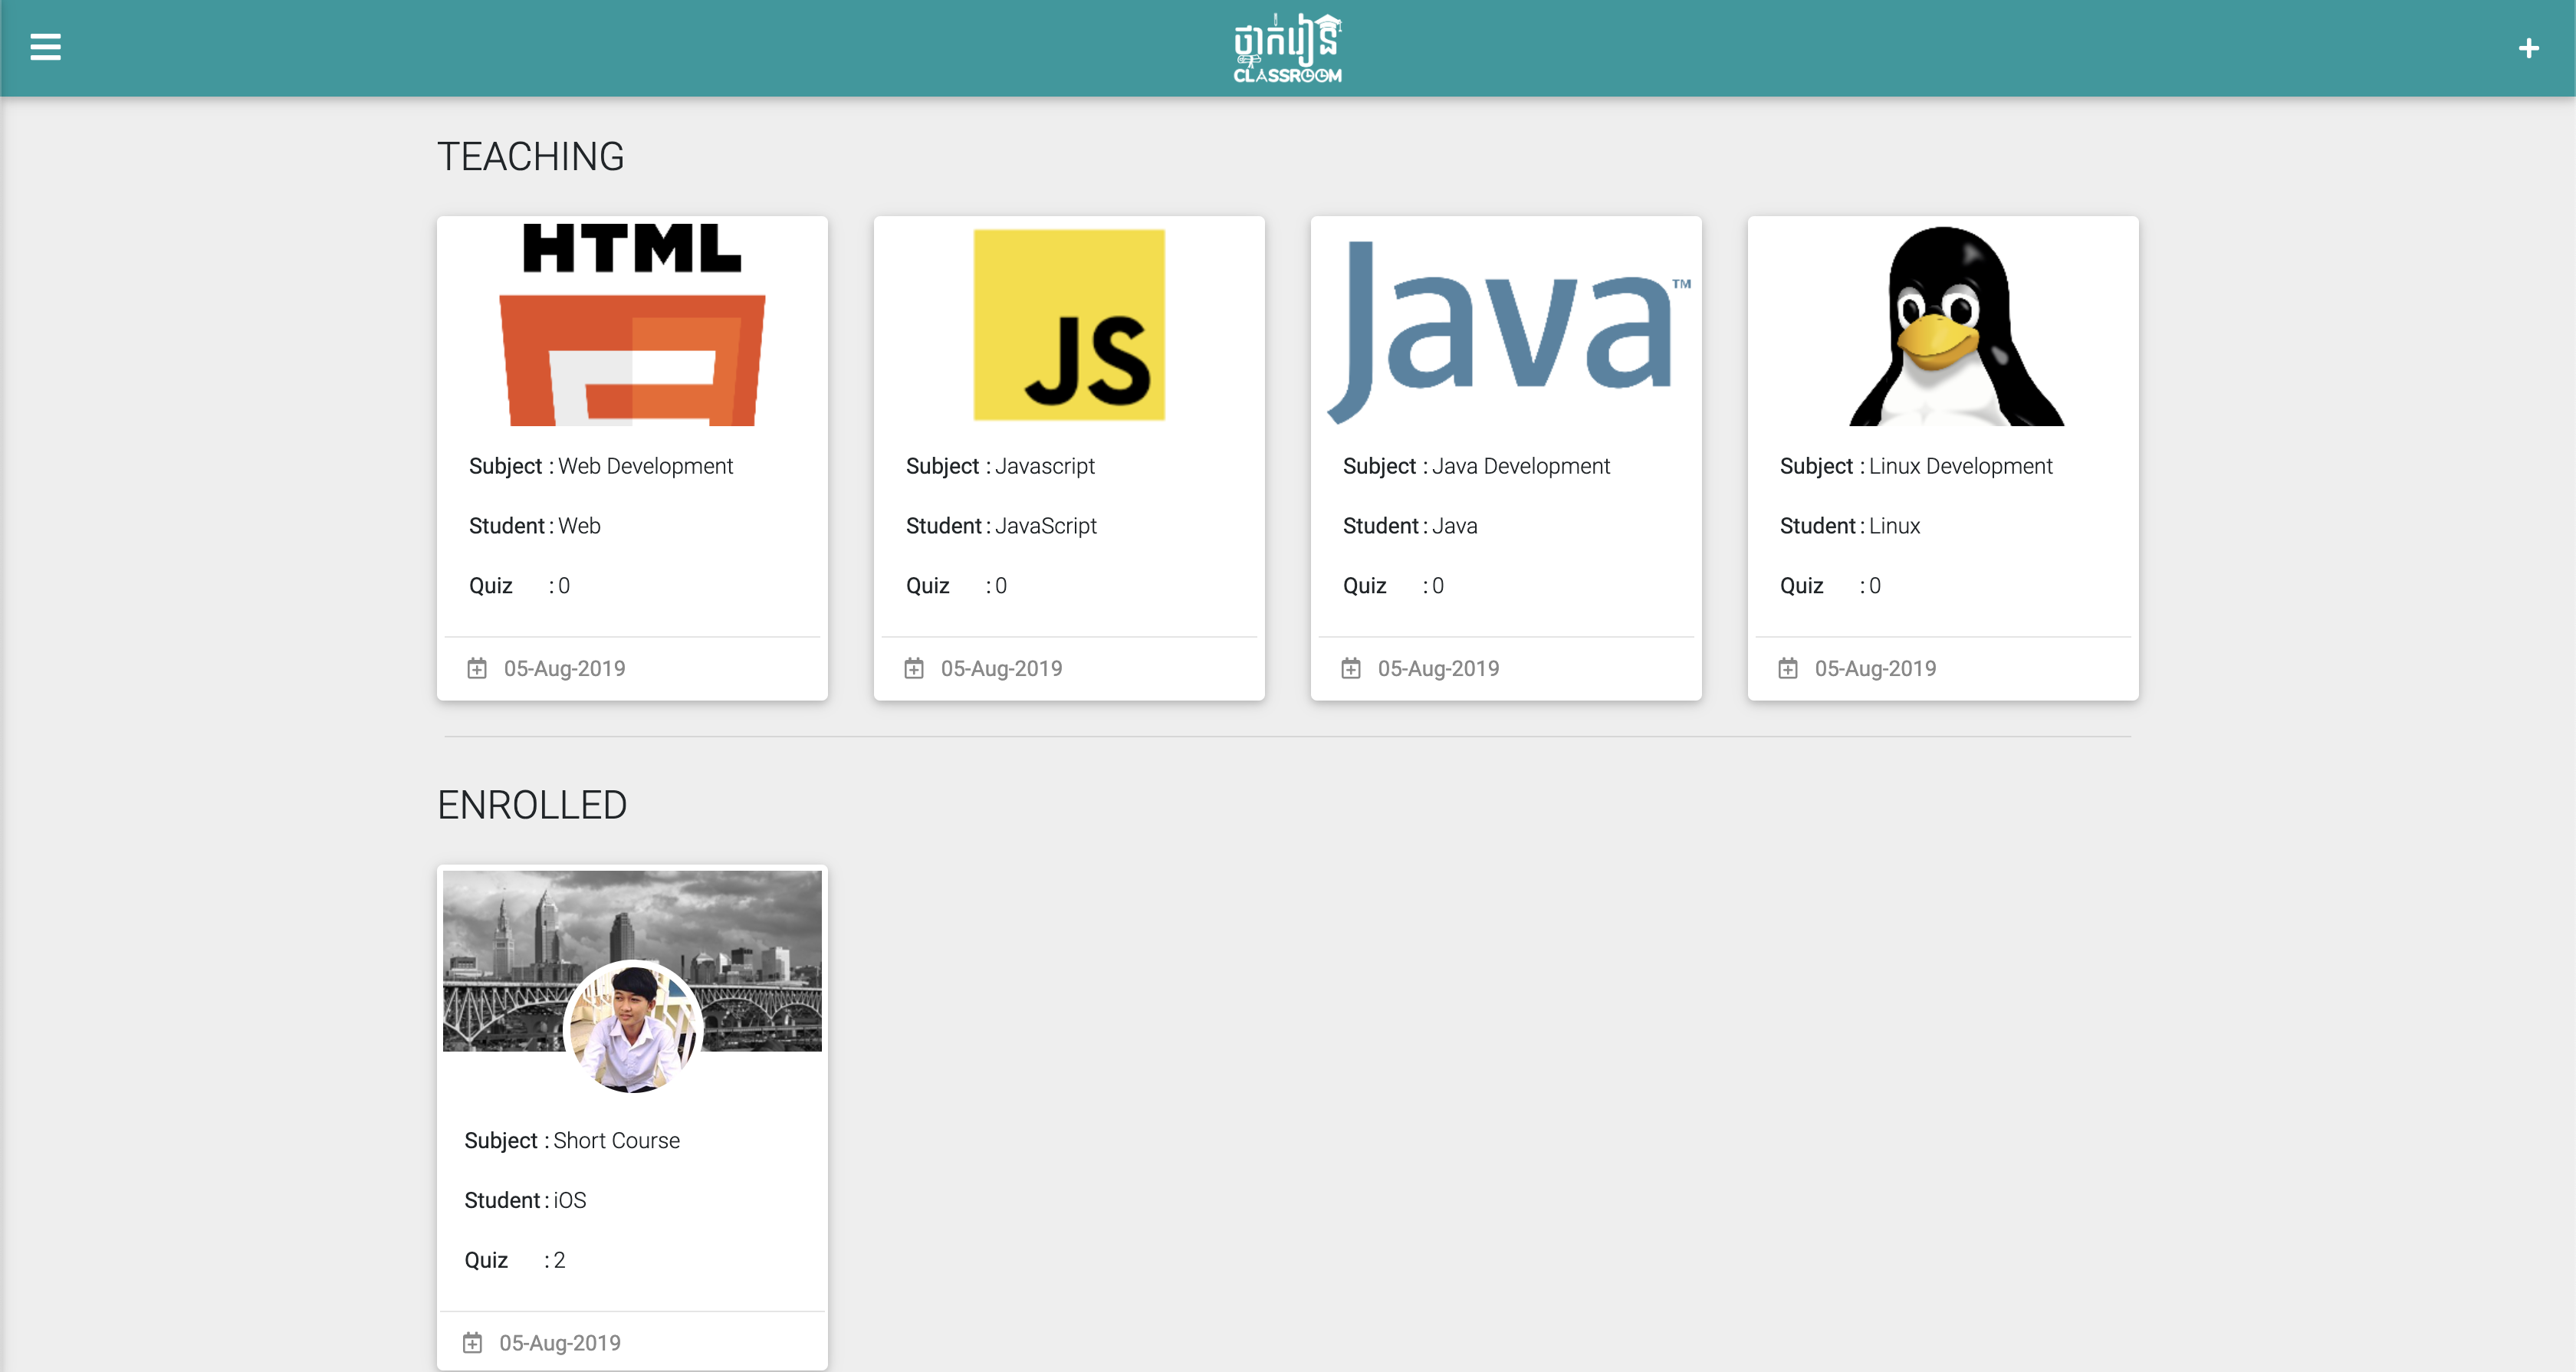 ថ្នាក់រៀន
CLASSROOM
TEACHING
HTML
JS
Java™
Subject : Web Development
Subject : Javascript
Subject : Java Development
Subject : Linux Development
Student : Web
Student : JavaScript
Student : Java
Student : Linux
Quiz : 0
Quiz : 0
Quiz : 0
Quiz : 0
05-Aug-2019
05-Aug-2019
05-Aug-2019
05-Aug-2019
ENROLLED
Subject : Short Course
Student : iOS
Quiz : 2
05-Aug-2019